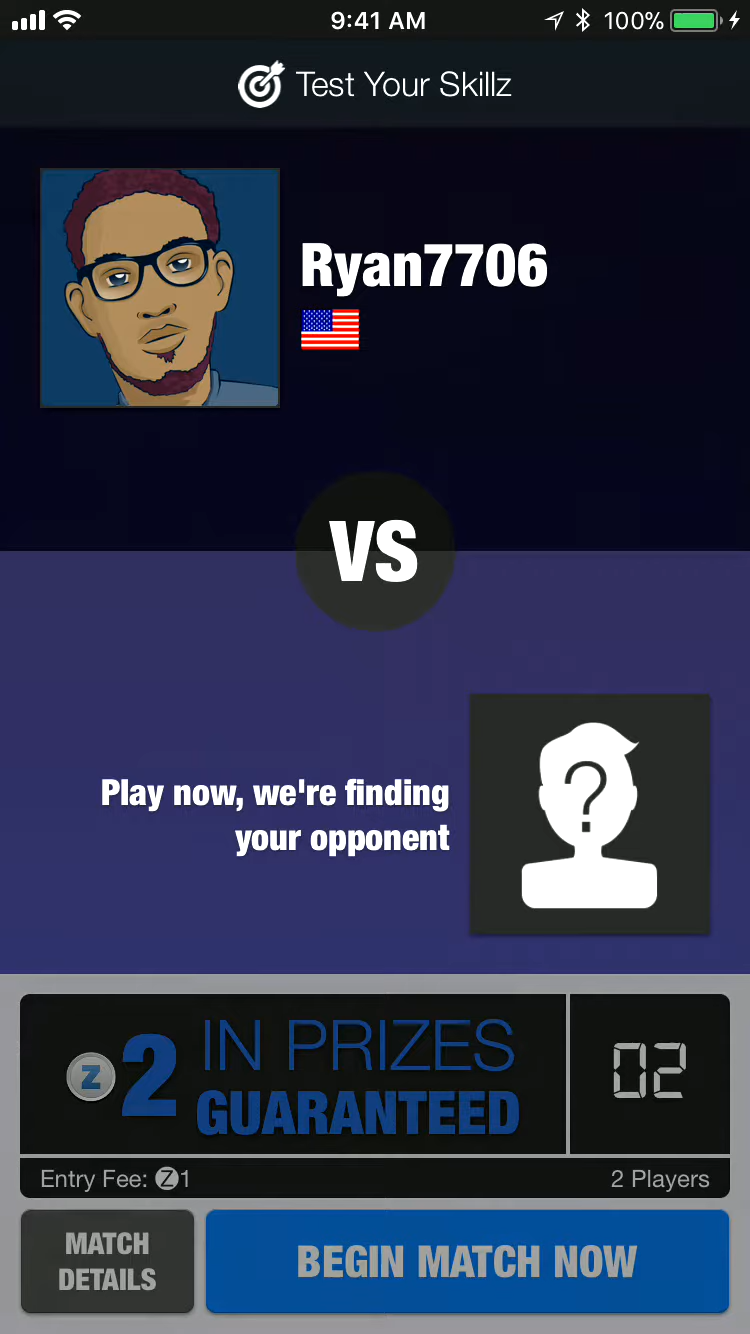 9:41 AM
100%
Test Your Skillz
Ryan7706
VS
Play now, we're finding
your opponent
?
Z 2 IN PRIZES
GUARANTEED
02
Entry Fee: Z1
2 Players
MATCH
DETAILS
BEGIN MATCH NOW